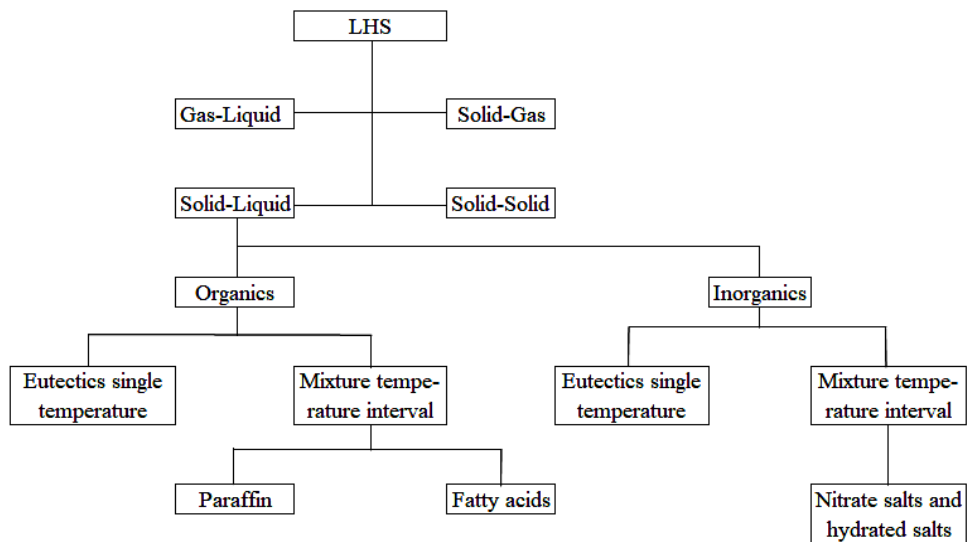 LHS
Gas-Liquid
Solid-Gas
Solid-Liquid
Solid-Solid
Organics
Inorganics
Eutectics single
temperature
Mixture tempe-
rature interval
Eutectics single
temperature
Mixture tempe-
rature interval
Paraffin
Fatty acids
Nitrate salts and
hydrated salts